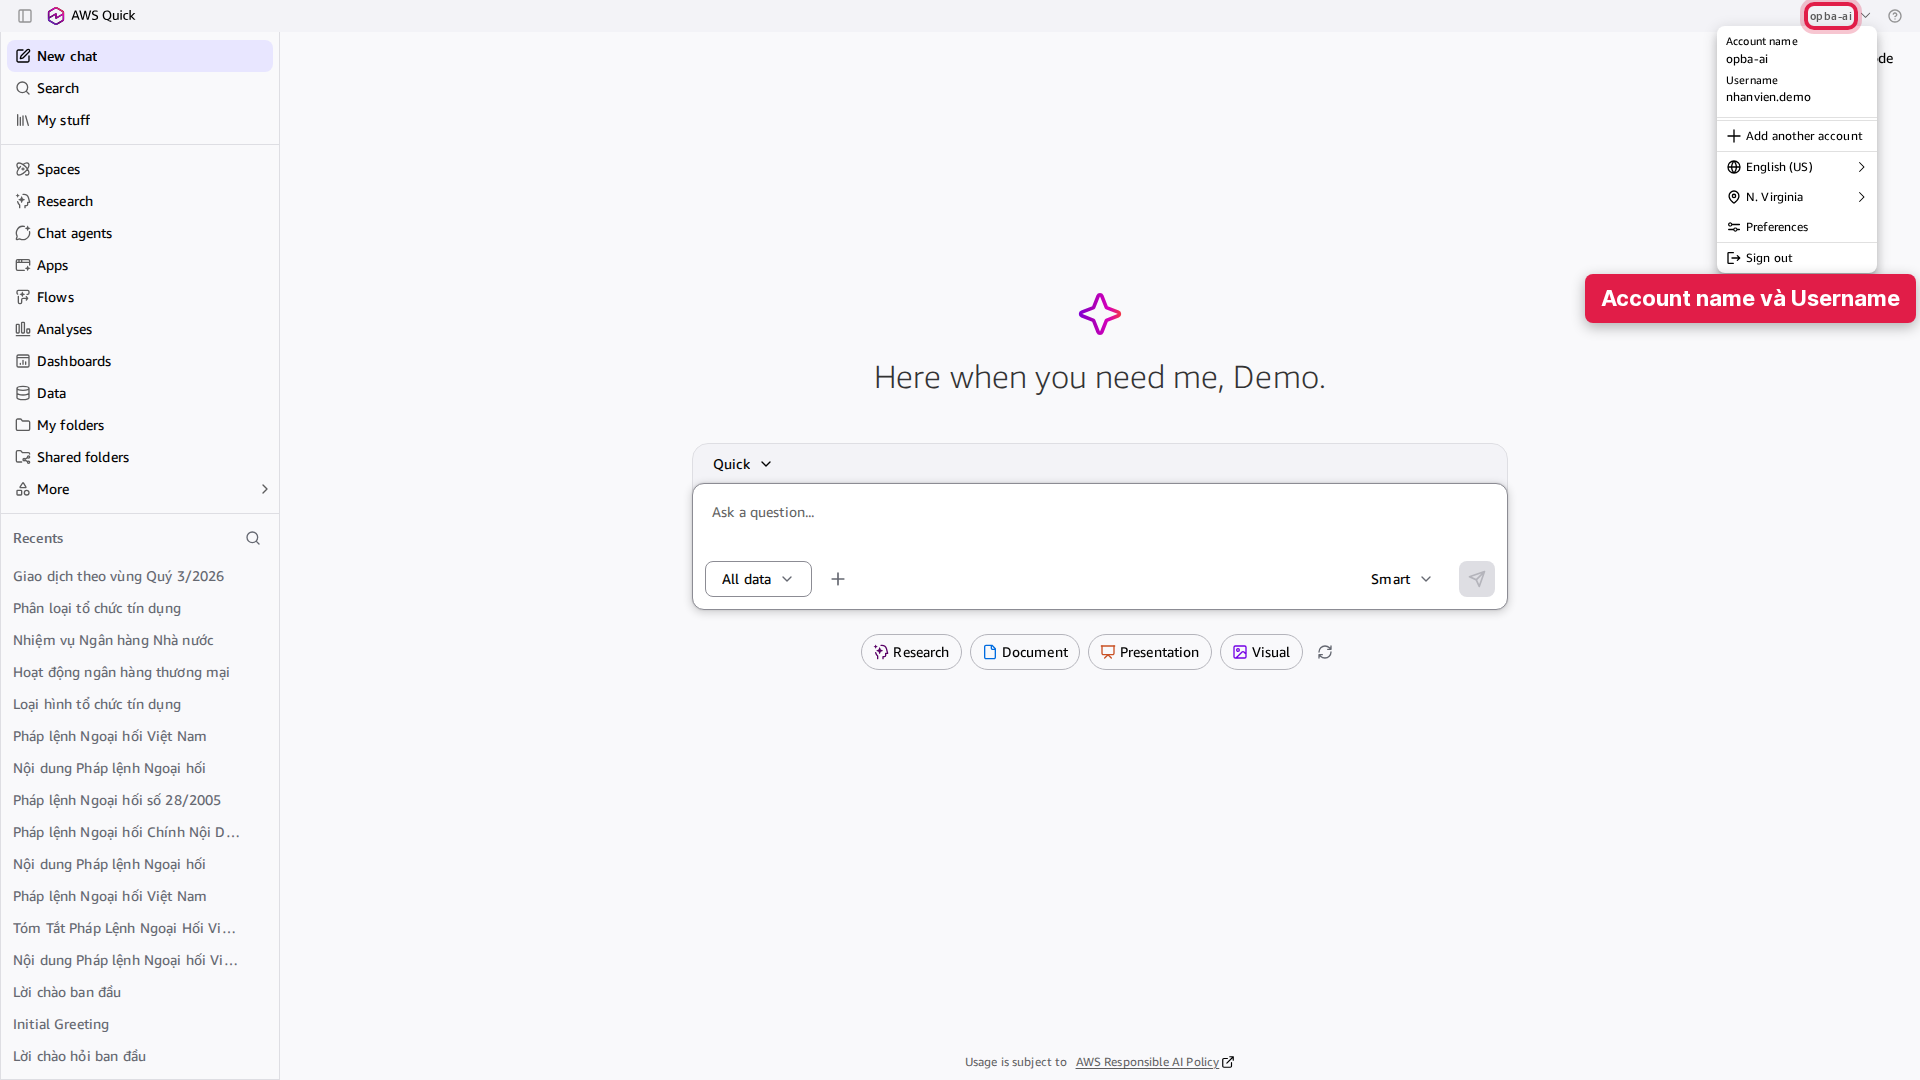 AWS Quick
opba-ai
New chat
Search
My stuff
Spaces
Research
Chat agents
Apps
Flows
Analyses
Dashboards
Data
My folders
Shared folders
More
Recents
Giao dịch theo vùng Quý 3/2026
Phân loại tổ chức tín dụng
Nhiệm vụ Ngân hàng Nhà nước
Hoạt động ngân hàng thương mại
Loại hình tổ chức tín dụng
Pháp lệnh Ngoại hối Việt Nam
Nội dung Pháp lệnh Ngoại hối
Pháp lệnh Ngoại hối số 28/2005
Pháp lệnh Ngoại hối Chính Nội D...
Nội dung Pháp lệnh Ngoại hối
Pháp lệnh Ngoại hối Việt Nam
Tóm Tắt Pháp Lệnh Ngoại Hối Vi...
Nội dung Pháp lệnh Ngoại hối Vi...
Lời chào ban đầu
Initial Greeting
Lời chào hỏi ban đầu
Account name
opba-ai
de
Username
nhanvien.demo
Add another account
English (US)
N. Virginia
Preferences
Sign out
Account name và Username
Here when you need me, Demo.
Quick
Ask a question...
All data
Smart
Research
Document
Presentation
Visual
Usage is subject to AWS Responsible AI Policy